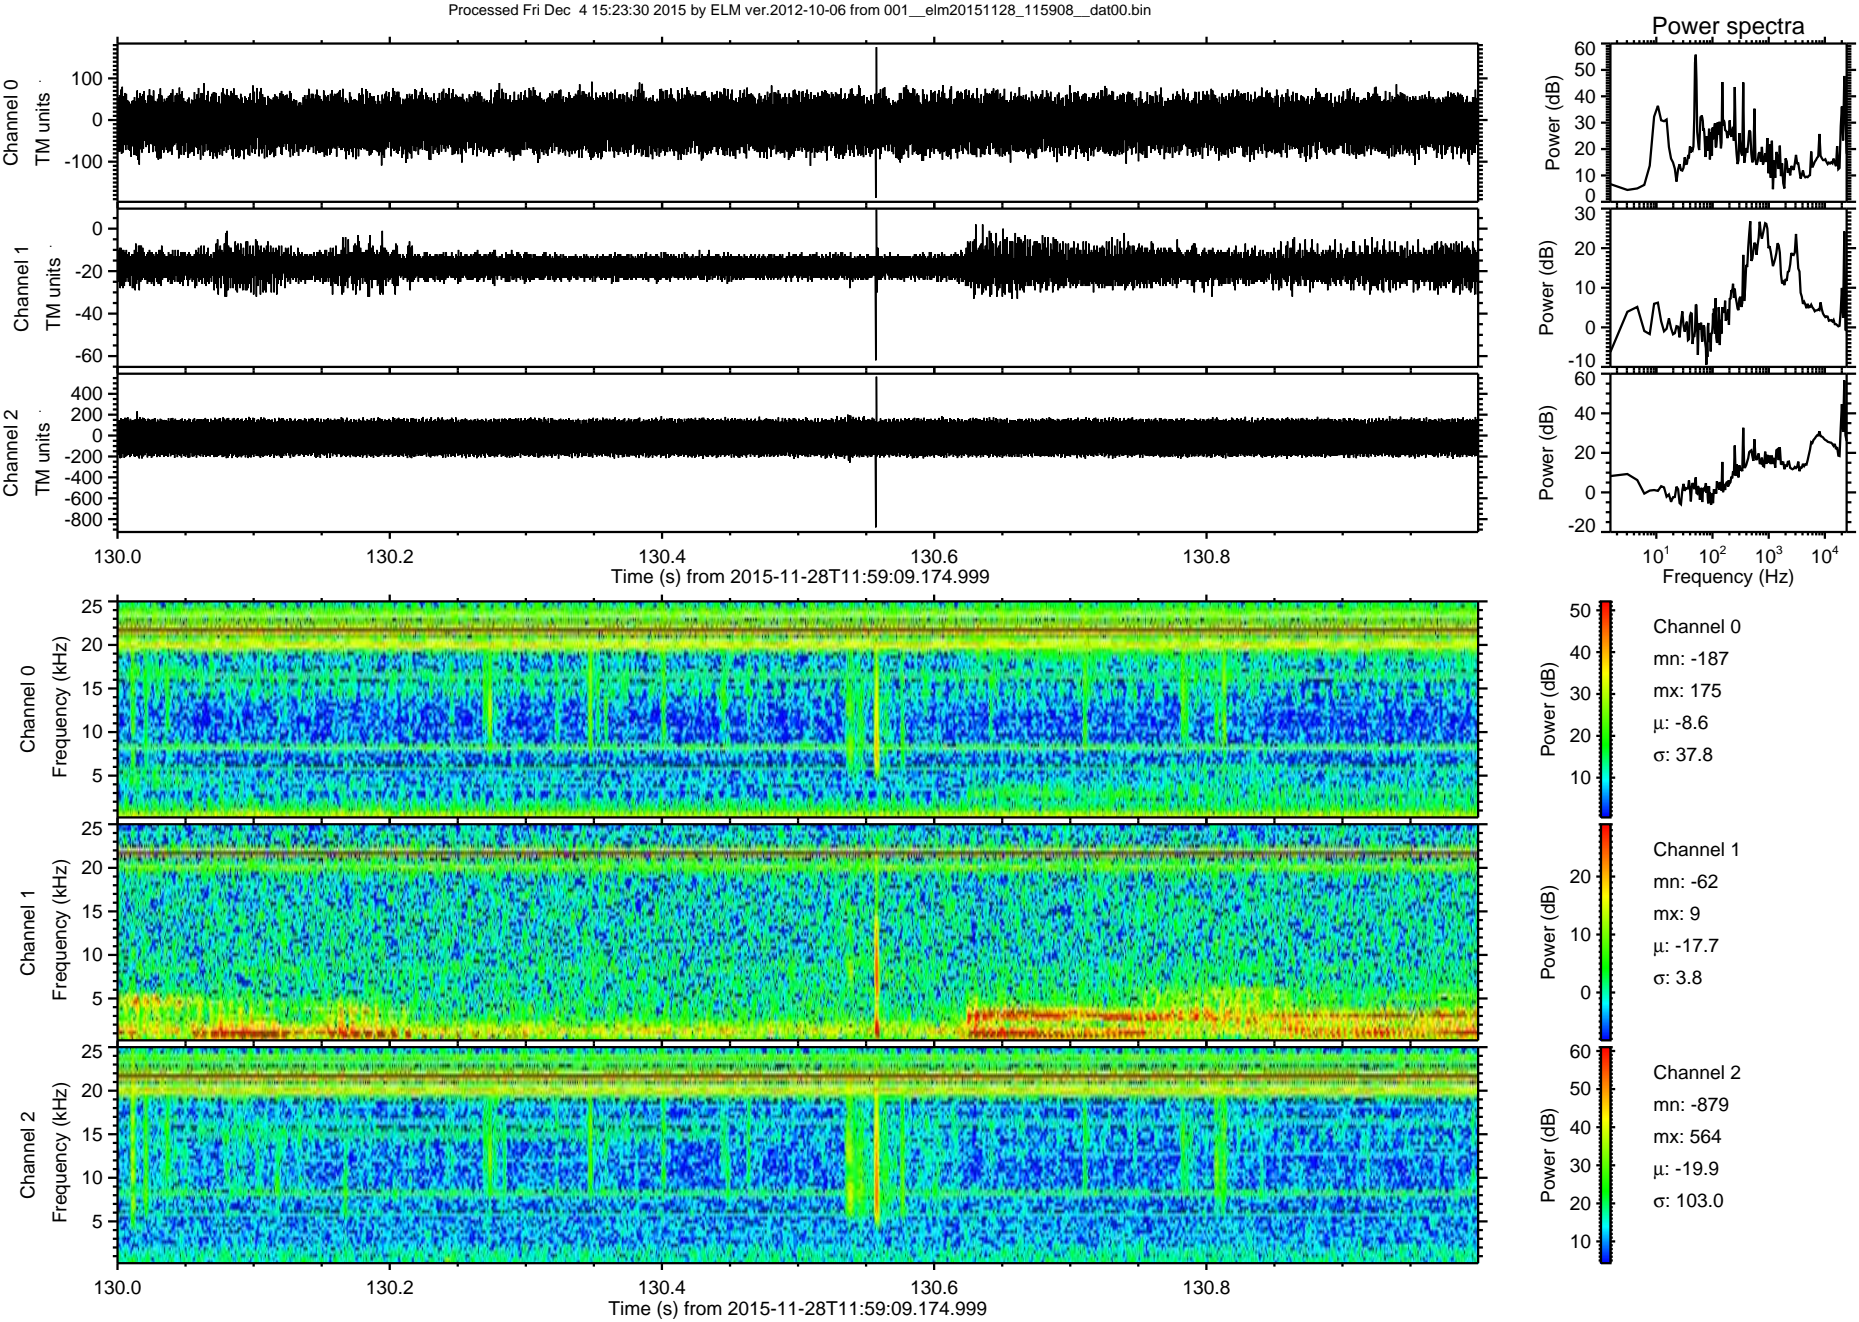 Processed Fri Dec  4 15:23:30 2015 by ELM ver.2012-10-06 from 001__elm20151128_115908__dat00.bin
Power spectra
Channel 0
TM units
100
0
-100
Power (dB)
60
50
40
30
20
10
0
Channel 1
TM units
0
-20
-40
-60
Power (dB)
30
20
10
0
-10
Channel 2
TM units
400
200
0
-200
-400
-600
-800
Power (dB)
60
40
20
0
-20
130.0 130.2 130.4 130.6 130.8
Time (s) from 2015-11-28T11:59:09.174.999
10¹ 10² 10³ 10⁴
Frequency (Hz)
Channel 0
Frequency (kHz)
25
20
15
10
5
Power (dB)
50
40
30
20
10
Channel 0
mn: -187
mx: 175
μ: -8.6
σ: 37.8
Channel 1
Frequency (kHz)
25
20
15
10
5
Power (dB)
20
10
0
Channel 1
mn: -62
mx: 9
μ: -17.7
σ: 3.8
Channel 2
Frequency (kHz)
25
20
15
10
5
Power (dB)
60
50
40
30
20
10
Channel 2
mn: -879
mx: 564
μ: -19.9
σ: 103.0
130.0 130.2 130.4 130.6 130.8
Time (s) from 2015-11-28T11:59:09.174.999